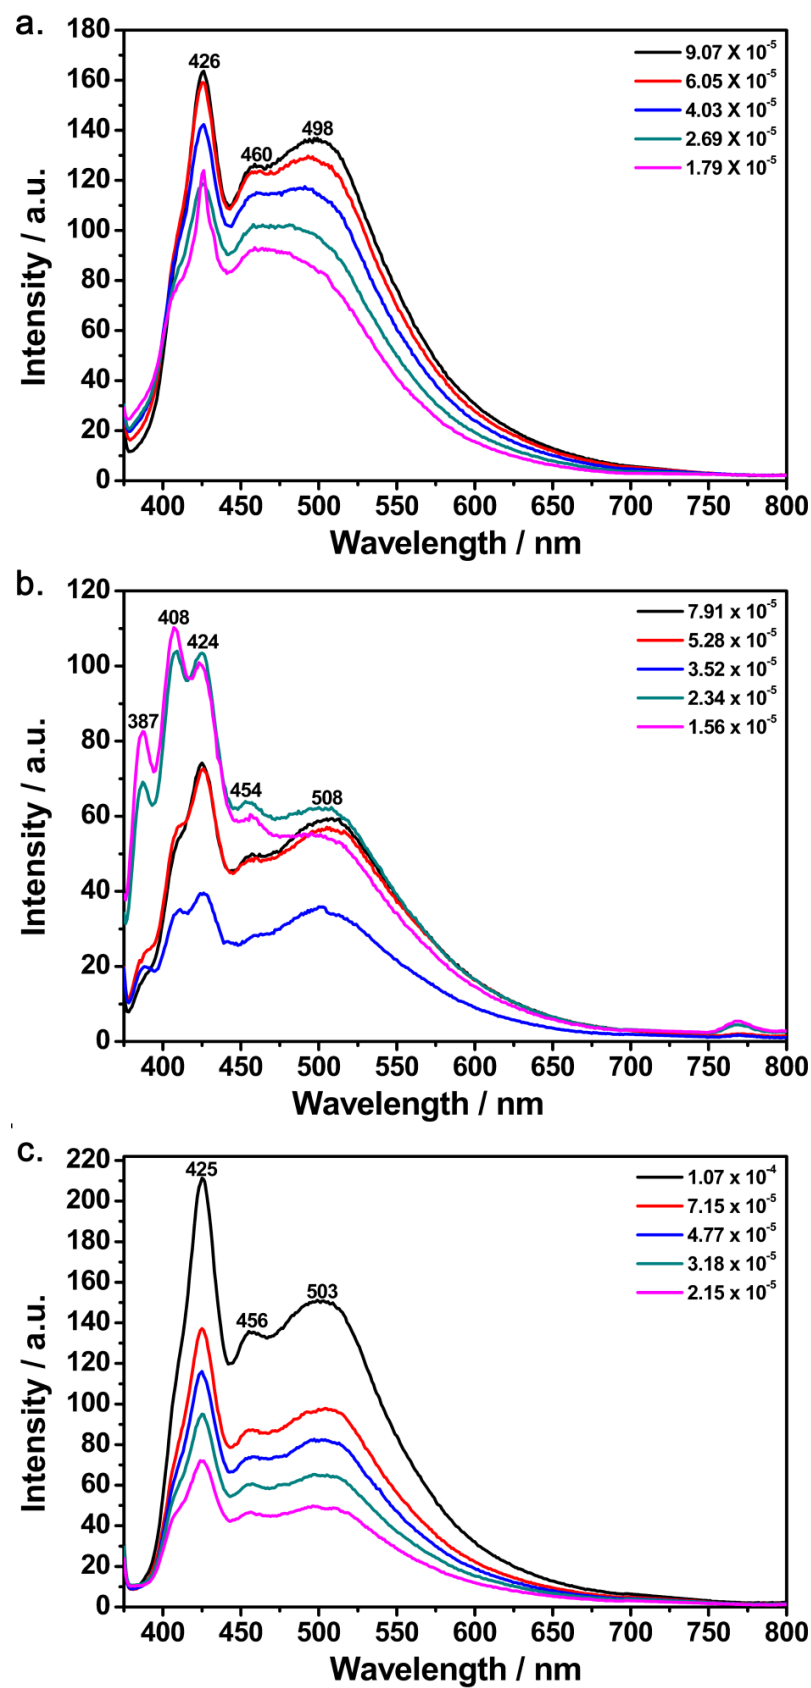 a.
180
160
140
120
100
80
60
40
20
0
Intensity / a.u.
426
460
498
9.07 X 10⁻⁵
6.05 X 10⁻⁵
4.03 X 10⁻⁵
2.69 X 10⁻⁵
1.79 X 10⁻⁵
400 450 500 550 600 650 700 750 800
Wavelength / nm
b.
120
100
80
60
40
20
0
Intensity / a.u.
387
408
424
454
508
7.91 x 10⁻⁵
5.28 x 10⁻⁵
3.52 x 10⁻⁵
2.34 x 10⁻⁵
1.56 x 10⁻⁵
400 450 500 550 600 650 700 750 800
Wavelength / nm
c.
220
200
180
160
140
120
100
80
60
40
20
0
Intensity / a.u.
425
456
503
1.07 x 10⁻⁴
7.15 x 10⁻⁵
4.77 x 10⁻⁵
3.18 x 10⁻⁵
2.15 x 10⁻⁵
400 450 500 550 600 650 700 750 800
Wavelength / nm